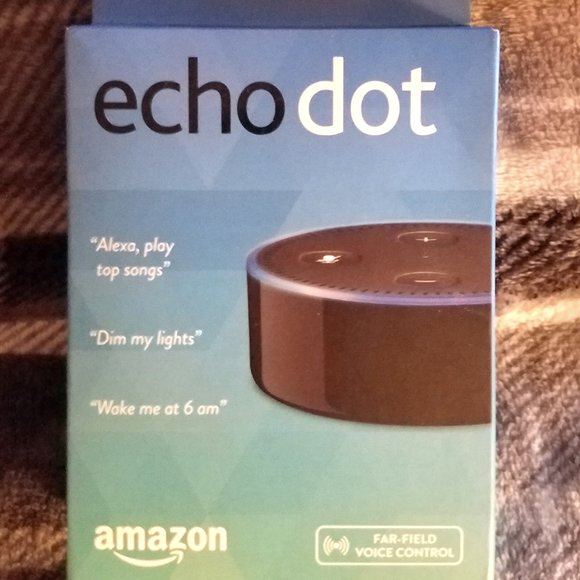 echo dot
“Alexa, play
top songs”
“Dim my lights”
“Wake me at 6 am”
amazon
FAR-FIELD
VOICE CONTROL